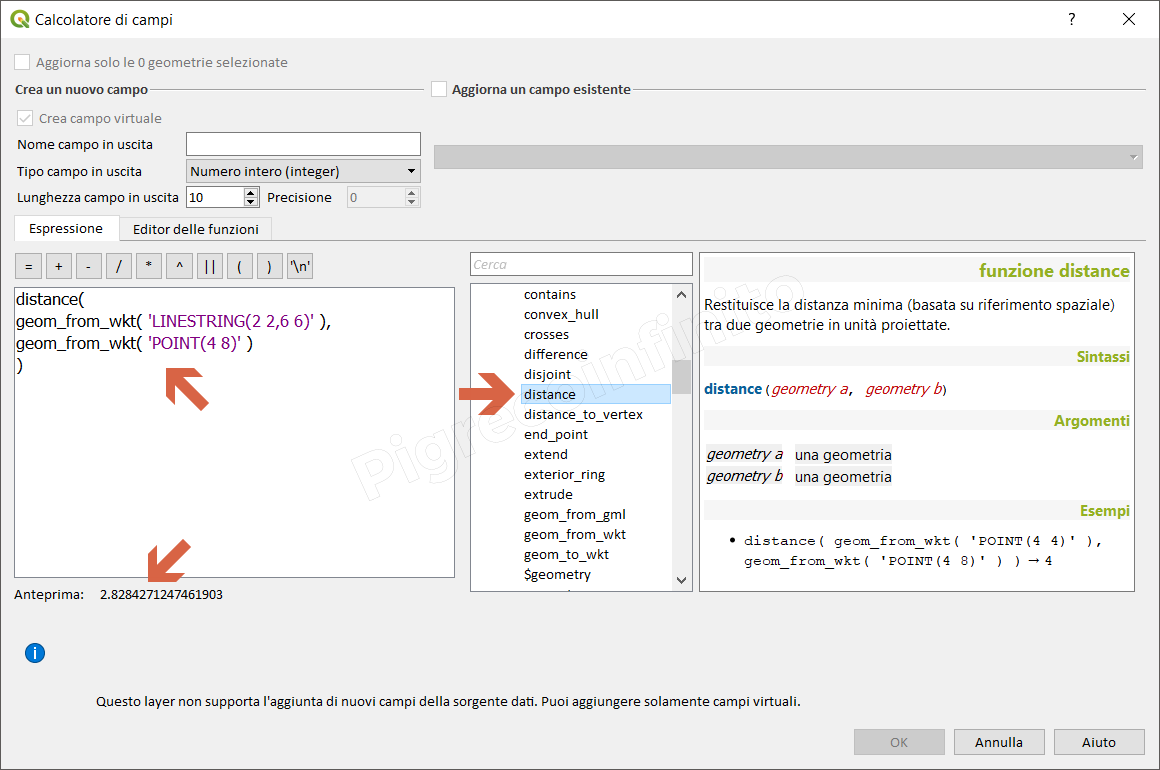 Calcolatore di campi
?
Aggiorna solo le 0 geometrie selezionate
Crea un nuovo campo
Aggiorna un campo esistente
Crea campo virtuale
Nome campo in uscita
Tipo campo in uscita
Numero intero (integer)
Lunghezza campo in uscita
10
Precisione
0
Espressione
Editor delle funzioni
=
+
-
/
*
^
||
(
)
'\n'
distance(
geom_from_wkt( 'LINESTRING(2 2,6 6)' ),
geom_from_wkt( 'POINT(4 8)' )
)
Anteprima: 2.8284271247461903
Cerca
contains
convex_hull
crosses
difference
disjoint
distance
distance_to_vertex
end_point
extend
exterior_ring
extrude
geom_from_gml
geom_from_wkt
geom_to_wkt
$geometry
funzione distance
Restituisce la distanza minima (basata su riferimento spaziale)
tra due geometrie in unità proiettate.
Sintassi
distance(geometry a, geometry b)
Argomenti
geometry a una geometria
geometry b una geometria
Esempi
• distance( geom_from_wkt( 'POINT(4 4)' ),
geom_from_wkt( 'POINT(4 8)' ) ) → 4
PigrecoInfinito
i
Questo layer non supporta l'aggiunta di nuovi campi della sorgente dati. Puoi aggiungere solamente campi virtuali.
OK
Annulla
Aiuto